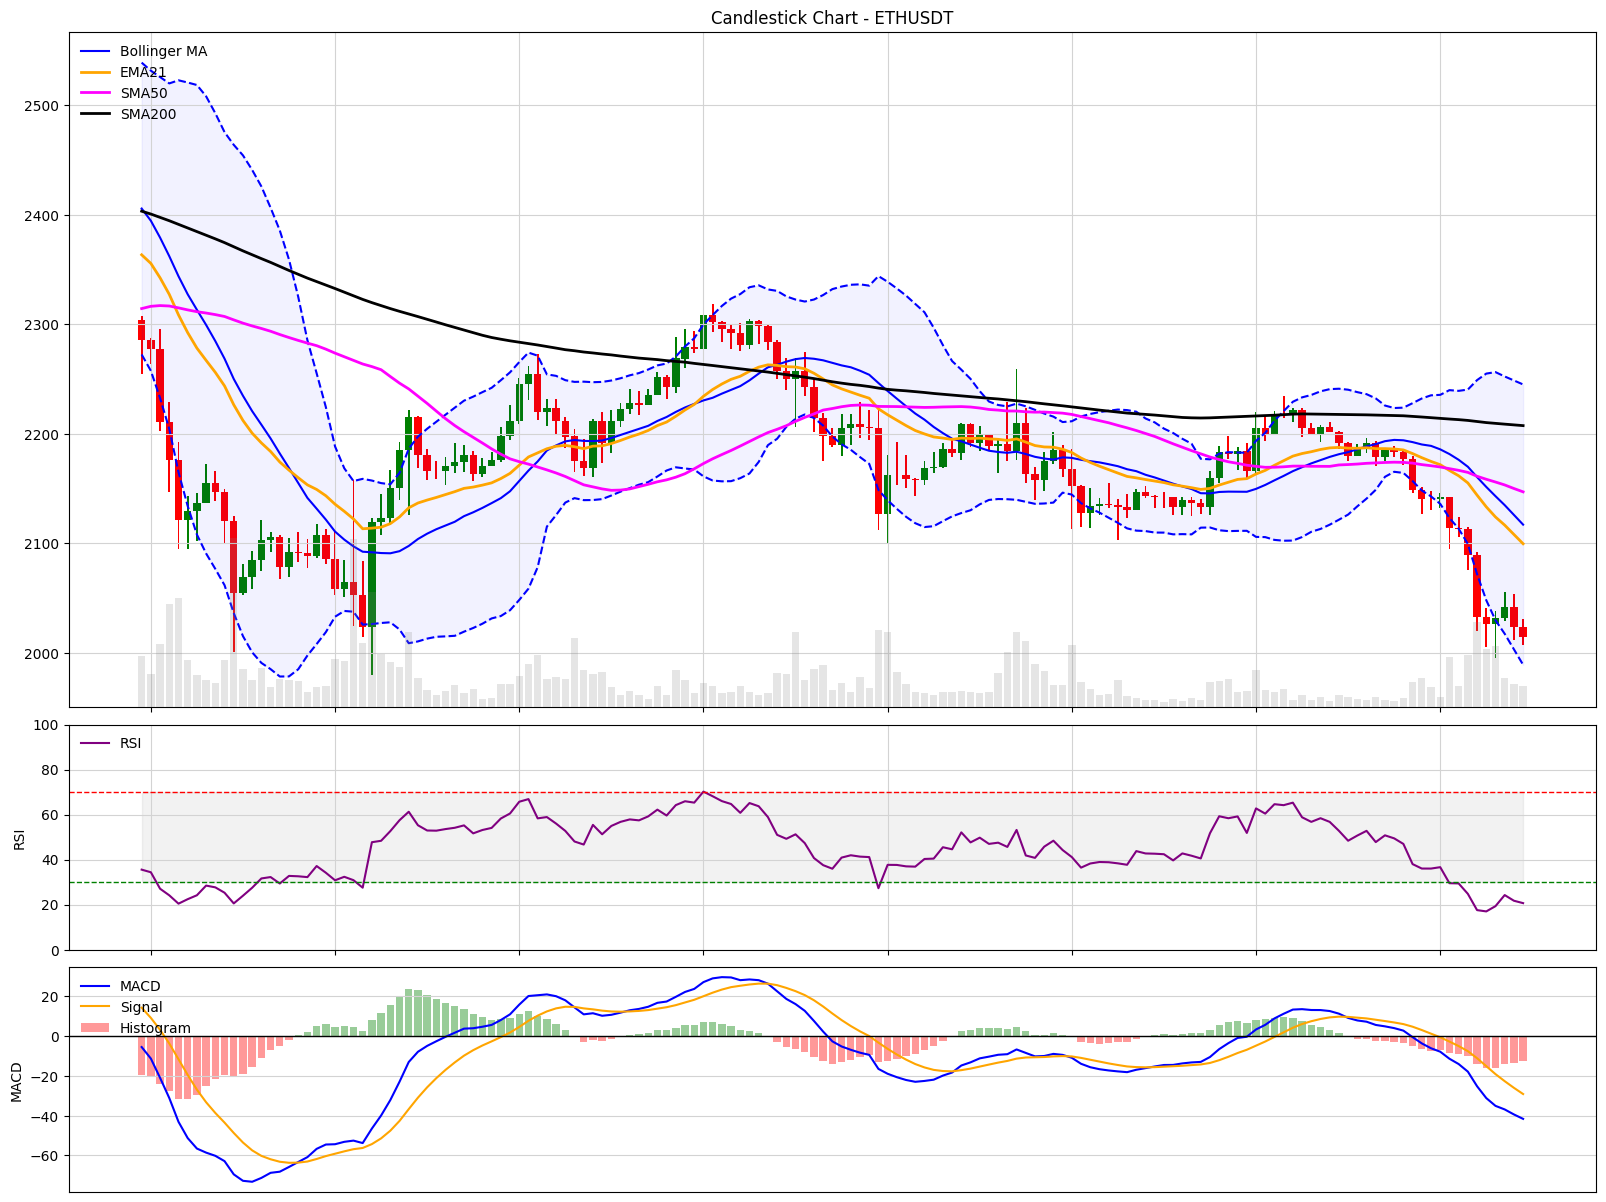 Candlestick Chart - ETHUSDT
Bollinger MA
EMA21
SMA50
SMA200
2500
2400
2300
2200
2100
2000
RSI
100
80
60
40
20
0
RSI
MACD
Signal
Histogram
20
0
−20
−40
−60
MACD